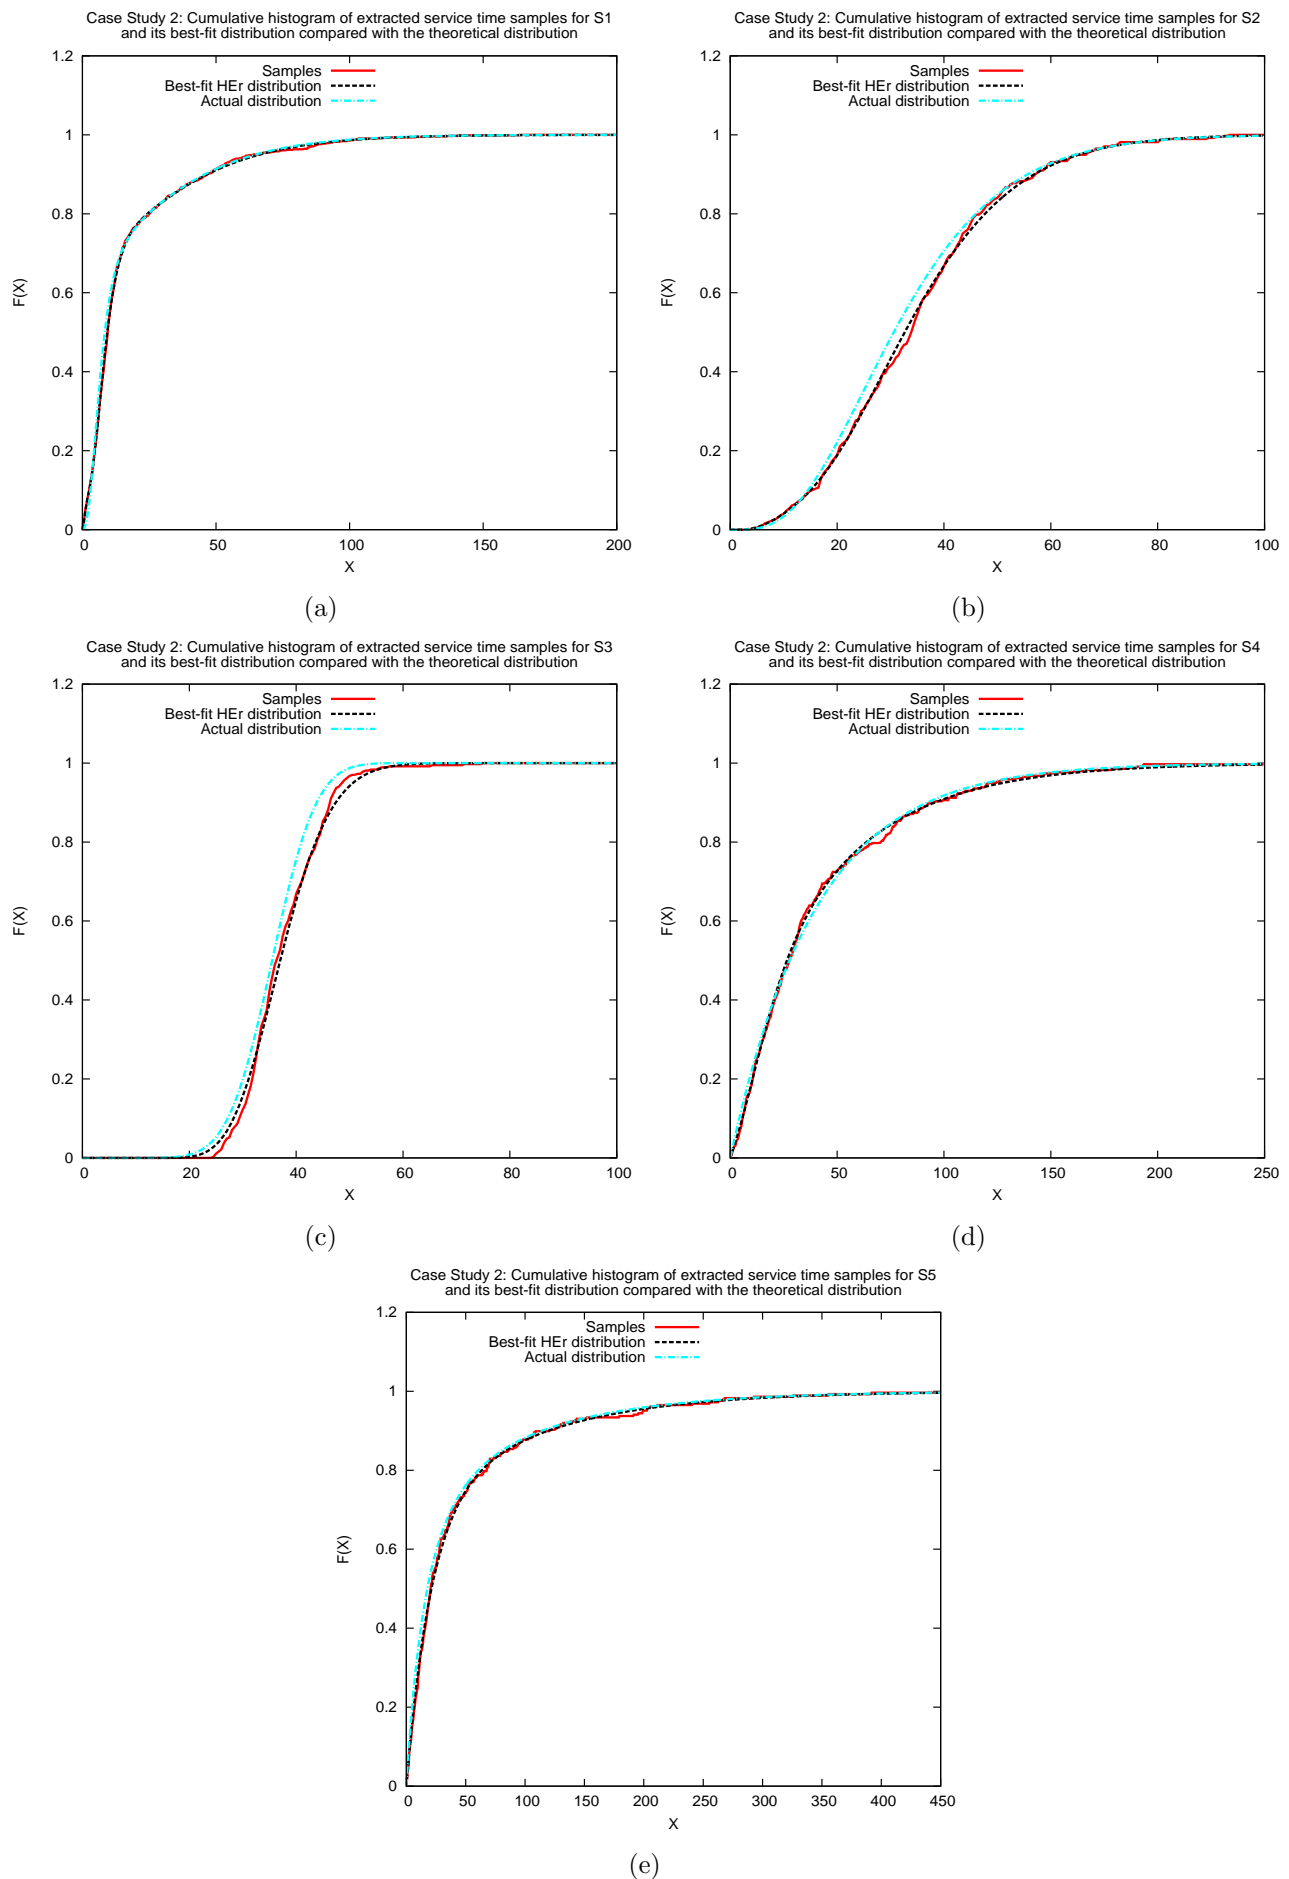 Case Study 2: Cumulative histogram of extracted service time samples for S1
and its best-fit distribution compared with the theoretical distribution
1.2
Samples
Best-fit HEr distribution
Actual distribution
1
0.8
F(X)
0.6
0.4
0.2
0
0 50 100 150 200
X
(a)
Case Study 2: Cumulative histogram of extracted service time samples for S2
and its best-fit distribution compared with the theoretical distribution
1.2
Samples
Best-fit HEr distribution
Actual distribution
1
0.8
F(X)
0.6
0.4
0.2
0
0 20 40 60 80 100
X
(b)
Case Study 2: Cumulative histogram of extracted service time samples for S3
and its best-fit distribution compared with the theoretical distribution
1.2
Samples
Best-fit HEr distribution
Actual distribution
1
0.8
F(X)
0.6
0.4
0.2
0
0 20 40 60 80 100
X
(c)
Case Study 2: Cumulative histogram of extracted service time samples for S4
and its best-fit distribution compared with the theoretical distribution
1.2
Samples
Best-fit HEr distribution
Actual distribution
1
0.8
F(X)
0.6
0.4
0.2
0
0 50 100 150 200 250
X
(d)
Case Study 2: Cumulative histogram of extracted service time samples for S5
and its best-fit distribution compared with the theoretical distribution
1.2
Samples
Best-fit HEr distribution
Actual distribution
1
0.8
F(X)
0.6
0.4
0.2
0
0 50 100 150 200 250 300 350 400 450
X
(e)